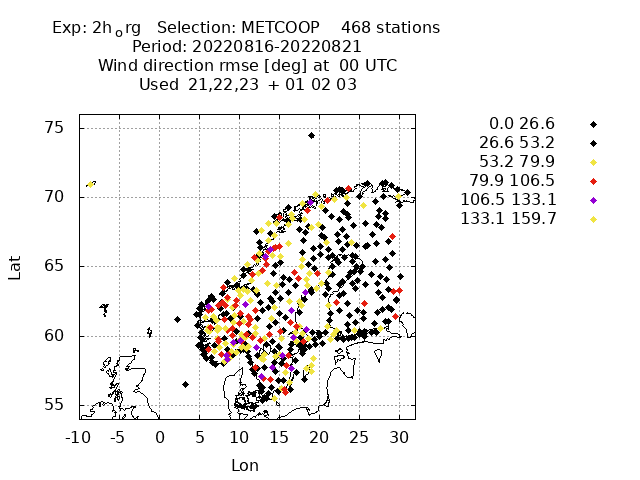 Exp: 2h_org   Selection: METCOOP    468 stations
Period: 20220816-20220821
Wind direction rmse [deg] at  00 UTC
Used  21,22,23  + 01 02 03
0.0 26.6
26.6 53.2
53.2 79.9
79.9 106.5
106.5 133.1
133.1 159.7
75
70
65
60
55
Lat
-10 -5 0 5 10 15 20 25 30
Lon